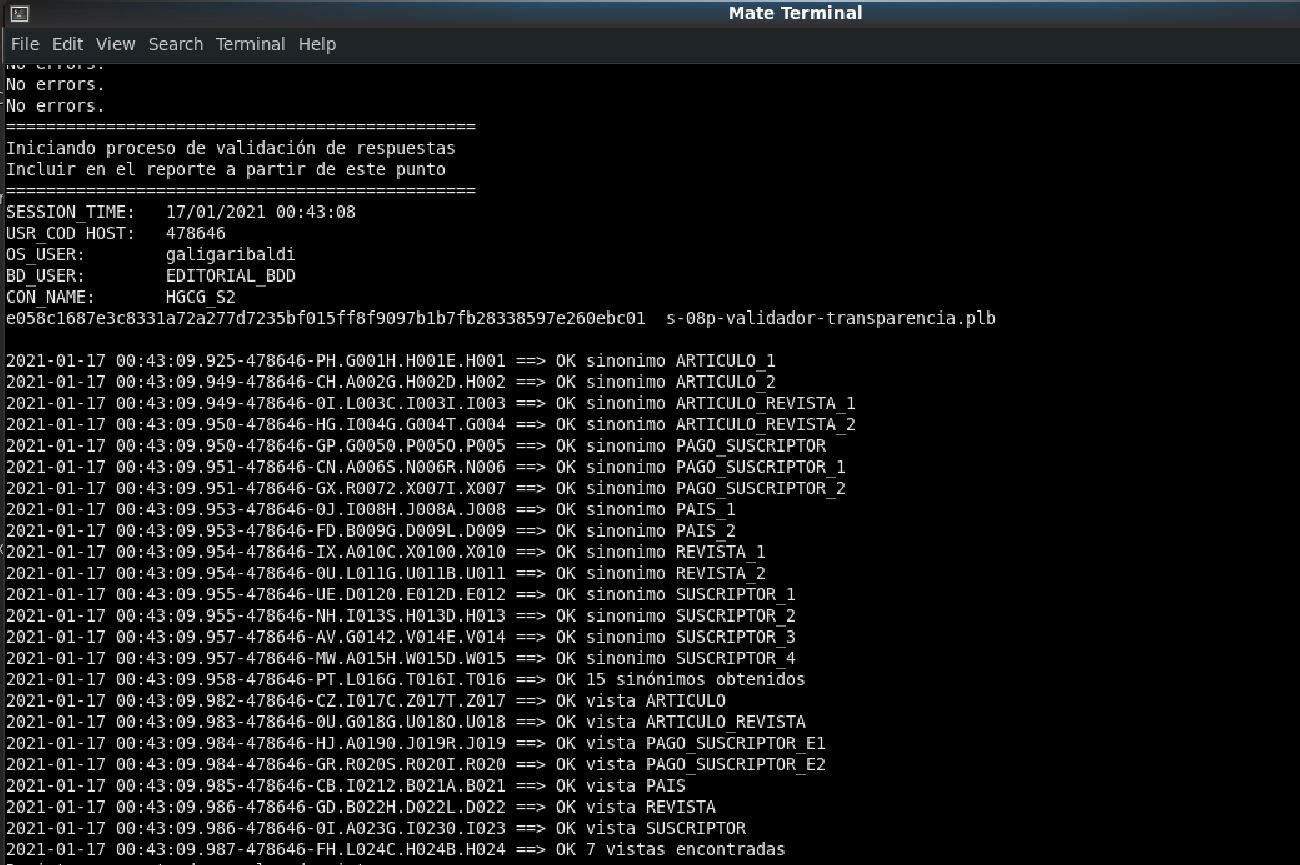 Mate Terminal
File Edit View Search Terminal Help
No errors.
No errors.
No errors.
===============================================
Iniciando proceso de validación de respuestas
Incluir en el reporte a partir de este punto
===============================================
SESSION_TIME:   17/01/2021 00:43:08
USR_COD_HOST:   478646
OS_USER:        galigaribaldi
BD_USER:        EDITORIAL_BDD
CON_NAME:       HGCG_S2
e058c1687e3c8331a72a277d7235bf015ff8f9097b1b7fb28338597e260ebc01  s-08p-validador-transparencia.plb
2021-01-17 00:43:09.925-478646-PH.G001H.H001E.H001 ==> OK sinonimo ARTICULO_1
2021-01-17 00:43:09.949-478646-CH.A002G.H002D.H002 ==> OK sinonimo ARTICULO_2
2021-01-17 00:43:09.949-478646-0I.L003C.I003I.I003 ==> OK sinonimo ARTICULO_REVISTA_1
2021-01-17 00:43:09.950-478646-HG.I004G.G004T.G004 ==> OK sinonimo ARTICULO_REVISTA_2
2021-01-17 00:43:09.950-478646-GP.G0050.P005O.P005 ==> OK sinonimo PAGO_SUSCRIPTOR
2021-01-17 00:43:09.951-478646-CN.A006S.N006R.N006 ==> OK sinonimo PAGO_SUSCRIPTOR_1
2021-01-17 00:43:09.951-478646-GX.R0072.X007I.X007 ==> OK sinonimo PAGO_SUSCRIPTOR_2
2021-01-17 00:43:09.953-478646-0J.I008H.J008A.J008 ==> OK sinonimo PAIS_1
2021-01-17 00:43:09.953-478646-FD.B009G.D009L.D009 ==> OK sinonimo PAIS_2
2021-01-17 00:43:09.954-478646-IX.A010C.X0100.X010 ==> OK sinonimo REVISTA_1
2021-01-17 00:43:09.954-478646-0U.L011G.U011B.U011 ==> OK sinonimo REVISTA_2
2021-01-17 00:43:09.955-478646-UE.D0120.E012D.E012 ==> OK sinonimo SUSCRIPTOR_1
2021-01-17 00:43:09.955-478646-NH.I013S.H013D.H013 ==> OK sinonimo SUSCRIPTOR_2
2021-01-17 00:43:09.957-478646-AV.G0142.V014E.V014 ==> OK sinonimo SUSCRIPTOR_3
2021-01-17 00:43:09.957-478646-MW.A015H.W015D.W015 ==> OK sinonimo SUSCRIPTOR_4
2021-01-17 00:43:09.958-478646-PT.L016G.T016I.T016 ==> OK 15 sinónimos obtenidos
2021-01-17 00:43:09.982-478646-CZ.I017C.Z017T.Z017 ==> OK vista ARTICULO
2021-01-17 00:43:09.983-478646-0U.G018G.U018O.U018 ==> OK vista ARTICULO_REVISTA
2021-01-17 00:43:09.984-478646-HJ.A0190.J019R.J019 ==> OK vista PAGO_SUSCRIPTOR_E1
2021-01-17 00:43:09.984-478646-GR.R020S.R020I.R020 ==> OK vista PAGO_SUSCRIPTOR_E2
2021-01-17 00:43:09.985-478646-CB.I0212.B021A.B021 ==> OK vista PAIS
2021-01-17 00:43:09.986-478646-GD.B022H.D022L.D022 ==> OK vista REVISTA
2021-01-17 00:43:09.986-478646-0I.A023G.I0230.I023 ==> OK vista SUSCRIPTOR
2021-01-17 00:43:09.987-478646-FH.L024C.H024B.H024 ==> OK 7 vistas encontradas